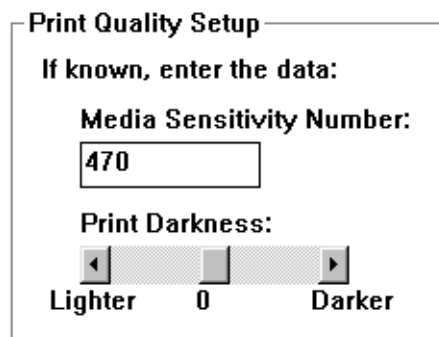 Print Quality Setup
If known, enter the data:
Media Sensitivity Number:
470
Print Darkness:
Lighter 0 Darker